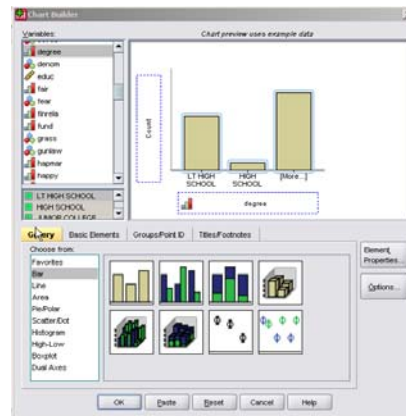 Chart Builder
Variables:
degree
denom
educ
fair
fear
finrela
fund
grass
gunlaw
hapmar
happy
LT HIGH SCHOOL
HIGH SCHOOL
JUNIOR COLLEGE
Chart preview uses example data
Count
LT HIGH SCHOOL
HIGH SCHOOL
[More...]
degree
Gallery
Basic Elements
Groups/Point ID
Titles/Footnotes
Choose from:
Favorites
Bar
Line
Area
Pie/Polar
Scatter/Dot
Histogram
High-Low
Boxplot
Dual Axes
Element Properties...
Options...
OK
Paste
Reset
Cancel
Help